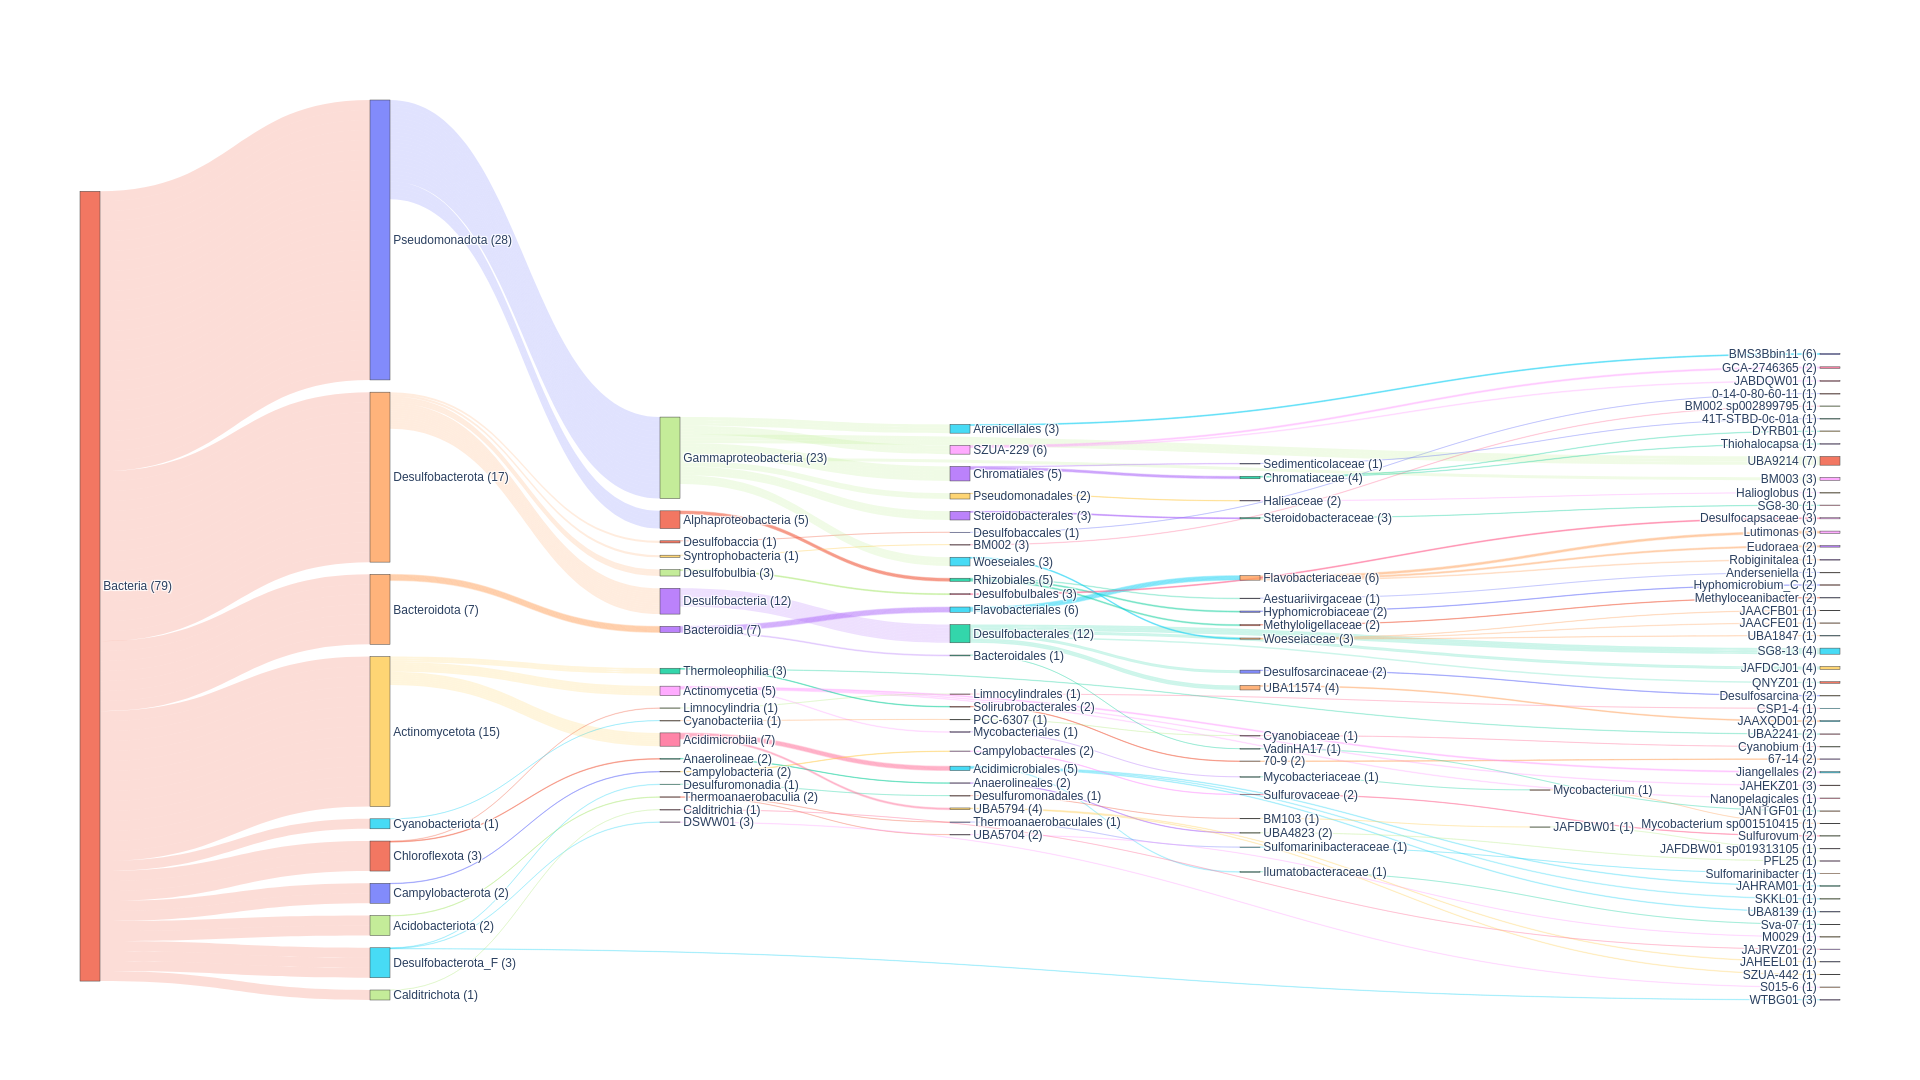 Bacteria (79)
Pseudomonadota (28)
Desulfobacterota (17)
Bacteroidota (7)
Actinomycetota (15)
Cyanobacteriota (1)
Chloroflexota (3)
Campylobacterota (2)
Acidobacteriota (2)
Desulfobacterota_F (3)
Calditrichota (1)
Gammaproteobacteria (23)
Alphaproteobacteria (5)
Desulfobaccia (1)
Syntrophobacteria (1)
Desulfobulbia (3)
Desulfobacteria (12)
Bacteroidia (7)
Thermoleophilia (3)
Actinomycetia (5)
Limnocylindria (1)
Cyanobacteriia (1)
Acidimicrobiia (7)
Anaerolineae (2)
Campylobacteria (2)
Desulfuromonadia (1)
Thermoanaerobaculia (2)
Calditrichia (1)
DSWW01 (3)
Arenicellales (3)
SZUA-229 (6)
Chromatiales (5)
Pseudomonadales (2)
Steroidobacterales (3)
Desulfobaccales (1)
BM002 (3)
Woeseiales (3)
Rhizobiales (5)
Desulfobulbales (3)
Flavobacteriales (6)
Desulfobacterales (12)
Bacteroidales (1)
Limnocylindrales (1)
Solirubrobacterales (2)
PCC-6307 (1)
Mycobacteriales (1)
Campylobacterales (2)
Acidimicrobiales (5)
Anaerolineales (2)
Desulfuromonadales (1)
UBA5794 (4)
Thermoanaerobaculales (1)
UBA5704 (2)
Sedimenticolaceae (1)
Chromatiaceae (4)
Halieaceae (2)
Steroidobacteraceae (3)
Flavobacteriaceae (6)
Aestuariivirgaceae (1)
Hyphomicrobiaceae (2)
Methyloligellaceae (2)
Woeseiaceae (3)
Desulfosarcinaceae (2)
UBA11574 (4)
Cyanobiaceae (1)
VadinHA17 (1)
70-9 (2)
Mycobacteriaceae (1)
Sulfurovaceae (2)
BM103 (1)
UBA4823 (2)
Sulfomarinibacteraceae (1)
Ilumatobacteraceae (1)
Mycobacterium (1)
JAFDBW01 (1)
BMS3Bbin11 (6)
GCA-2746365 (2)
JABDQW01 (1)
0-14-0-80-60-11 (1)
BM002 sp002899795 (1)
41T-STBD-0c-01a (1)
DYRB01 (1)
Thiohalocapsa (1)
UBA9214 (7)
BM003 (3)
Halioglobus (1)
SG8-30 (1)
Desulfocapsaceae (3)
Lutimonas (3)
Eudoraea (2)
Robiginitalea (1)
Anderseniella (1)
Hyphomicrobium_C (2)
Methyloceanibacter (2)
JAACFB01 (1)
JAACFE01 (1)
UBA1847 (1)
SG8-13 (4)
JAFDCJ01 (4)
QNYZ01 (1)
Desulfosarcina (2)
CSP1-4 (1)
JAAXQD01 (2)
UBA2241 (2)
Cyanobium (1)
67-14 (2)
Jiangellales (2)
JAHEKZ01 (3)
Nanopelagicales (1)
JANTGF01 (1)
Mycobacterium sp001510415 (1)
Sulfurovum (2)
JAFDBW01 sp019313105 (1)
PFL25 (1)
Sulfomarinibacter (1)
JAHRAM01 (1)
SKKL01 (1)
UBA8139 (1)
Sva-07 (1)
M0029 (1)
JAJRVZ01 (2)
JAHEEL01 (1)
SZUA-442 (1)
S015-6 (1)
WTBG01 (3)